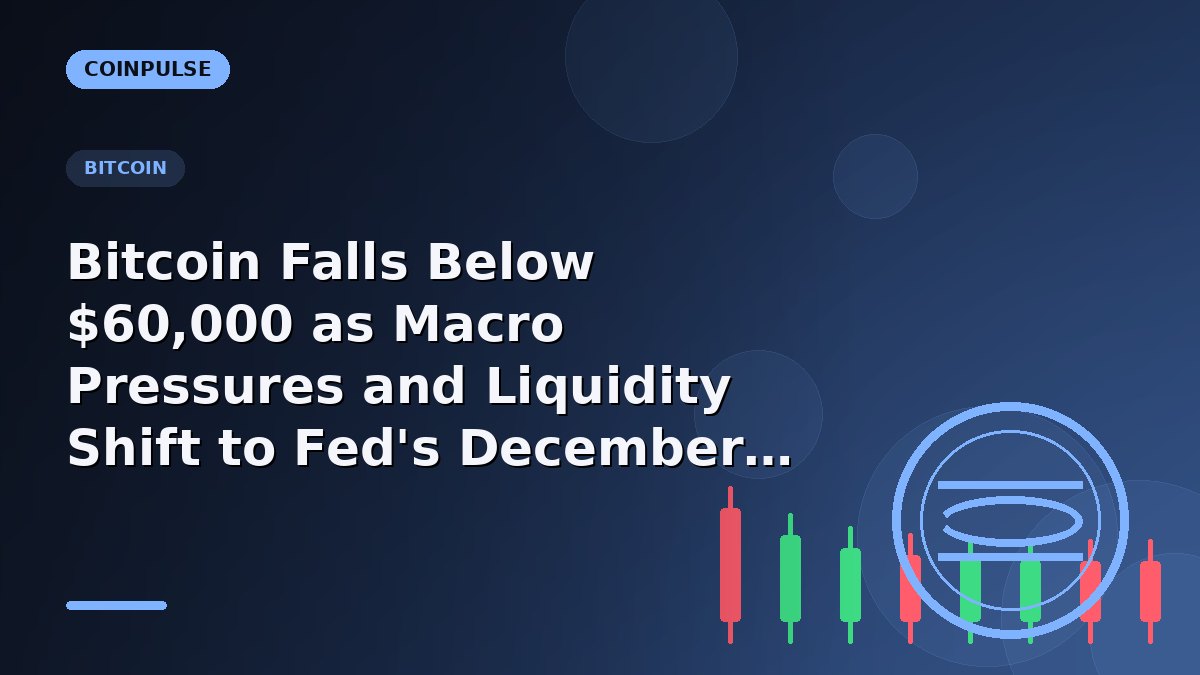 COINPULSE
BITCOIN
Bitcoin Falls Below
$60,000 as Macro
Pressures and Liquidity
Shift to Fed's December…